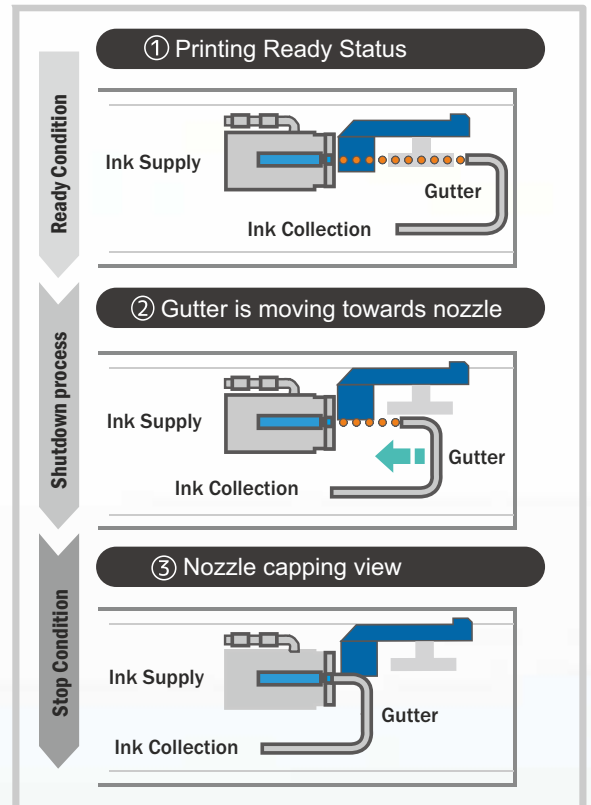 ① Printing Ready Status
Ready Condition
Ink Supply
Gutter
Ink Collection
② Gutter is moving towards nozzle
Shutdown process
Ink Supply
Gutter
Ink Collection
③ Nozzle capping view
Stop Condition
Ink Supply
Gutter
Ink Collection